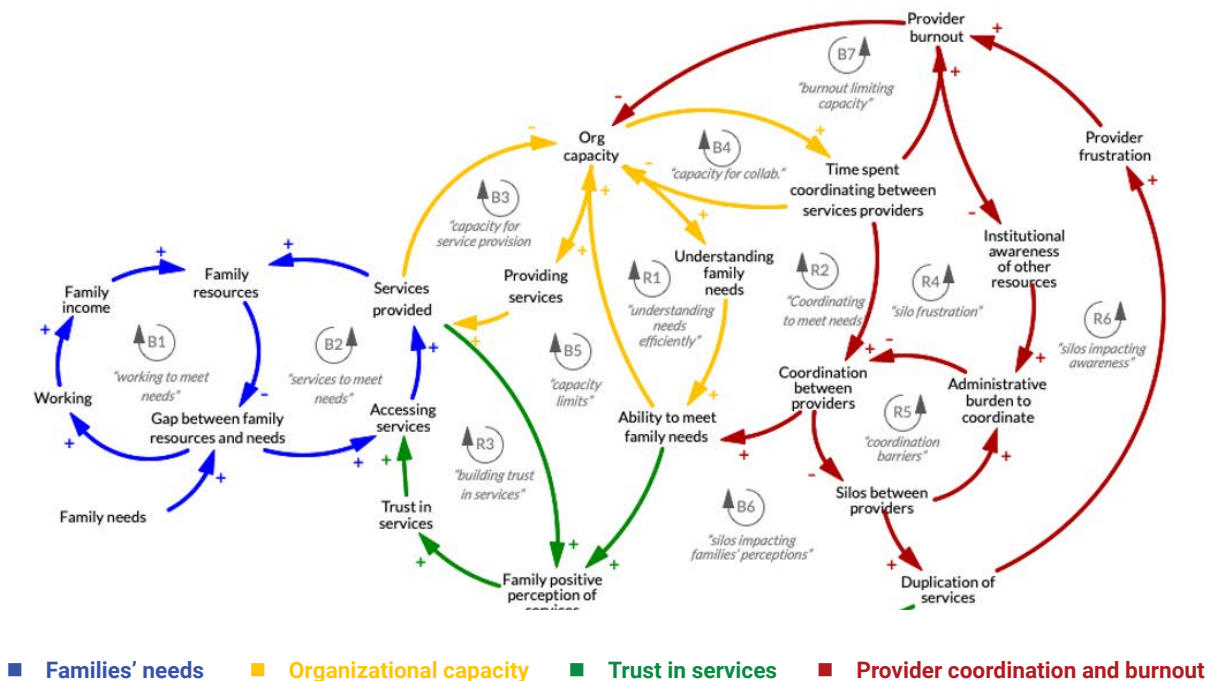 Provider
burnout
+
+
B7
"burnout limiting
capacity"
-
-
Org
capacity
+
B4
"capacity for collab."
-
+
+
Provider
frustration
+
Time spent
coordinating between
services providers
B3
"capacity for
service provision
+
-
Institutional
awareness
of other
resources
+
+
Family
resources
Providing
services
Understanding
family
needs
R1
"understanding
needs
efficiently"
R2
"Coordinating
to meet needs
R4
"silo frustration"
Services
provided
Family
income
+
B1
"working to meet
needs"
B2
"services to meet
needs"
+
+
B5
"capacity
limits"
R6
"silos impacting
awareness"
+
-
+
Coordination
between
providers
Administrative
burden to
coordinate
Working
-
+
Gap between family
resources and needs
Accessing
services
+
Ability to meet
family needs
R5
"coordination
barriers"
+
+
+
R3
"building trust
in services"
+
+
-
Family needs
Trust in
services
Silos between
providers
B6
"silos impacting
families' perceptions"
+
+
+
+
Family positive
perception of
services
Duplication of
services
Families’ needs
Organizational capacity
Trust in services
Provider coordination and burnout